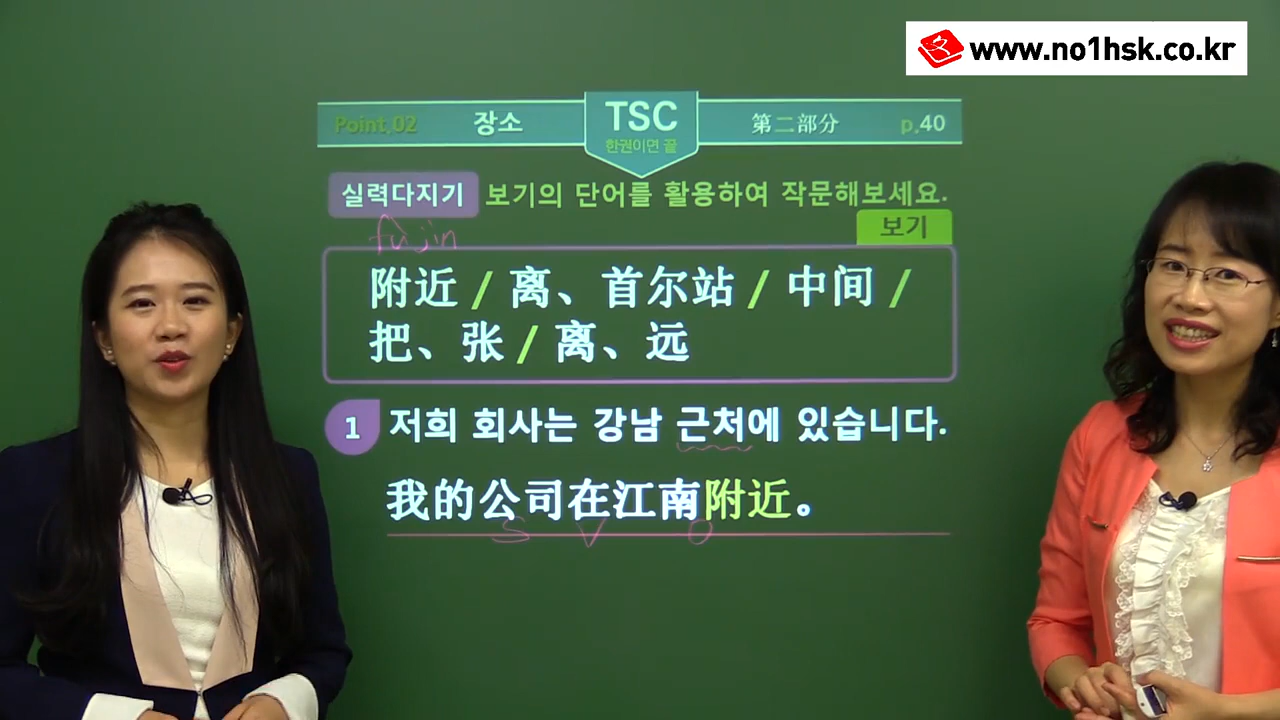 www.no1hsk.co.kr
Point.02 장소 TSC 第二部分 p.40
한권이면 끝
실력다지기 보기의 단어를 활용하여 작문해보세요.
보기
fùjìn
附近 / 离、首尔站 / 中间 /
把、张 / 离、远
1 저희 회사는 강남 근처에 있습니다.
我的公司在江南附近。
S V O